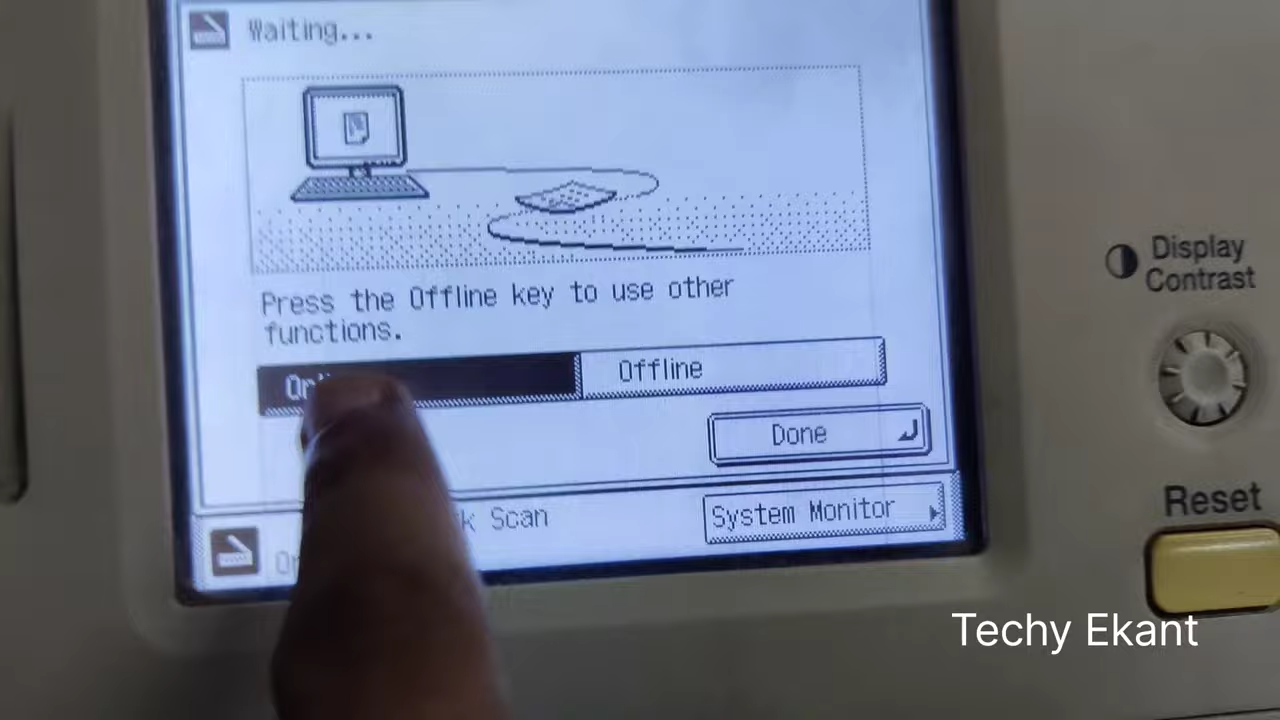 Waiting...
Press the Offline key to use other
functions.
Offline
Done
Scan
System Monitor
Display
Contrast
Reset
Techy Ekant